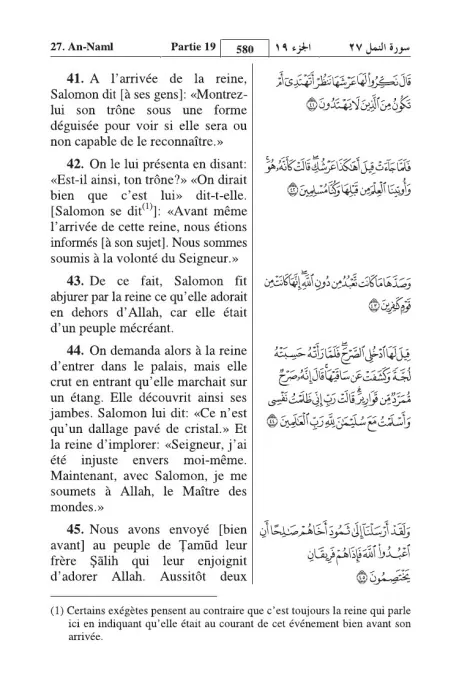 27. An-Naml Partie 19 580 الجزء ١٩ سورة النمل ٢٧
41. A l'arrivée de la reine,
Salomon dit [à ses gens]: «Montrez-
lui son trône sous une forme
déguisée pour voir si elle sera ou
non capable de le reconnaître.»
42. On le lui présenta en disant:
«Est-il ainsi, ton trône?» «On dirait
bien que c'est lui» dit-t-elle.
[Salomon se dit(1)]: «Avant même
l'arrivée de cette reine, nous étions
informés [à son sujet]. Nous sommes
soumis à la volonté du Seigneur.»
43. De ce fait, Salomon fit
abjurer par la reine ce qu'elle adorait
en dehors d'Allah, car elle était
d'un peuple mécréant.
44. On demanda alors à la reine
d'entrer dans le palais, mais elle
crut en entrant qu'elle marchait sur
un étang. Elle découvrit ainsi ses
jambes. Salomon lui dit: «Ce n'est
qu'un dallage pavé de cristal.» Et
la reine d'implorer: «Seigneur, j'ai
été injuste envers moi-même.
Maintenant, avec Salomon, je me
soumets à Allah, le Maître des
mondes.»
45. Nous avons envoyé [bien
avant] au peuple de Ṯamūd leur
frère Ṣāliḥ qui leur enjoignit
d'adorer Allah. Aussitôt deux
قَالَ نَكِّرُوا۟ لَهَا عَرْشَهَا نَنظُرْ أَتَهْتَدِىٓ أَمْ
تَكُونُ مِنَ ٱلَّذِينَ لَا يَهْتَدُونَ ٤١
فَلَمَّا جَآءَتْ قِيلَ أَهَٰكَذَا عَرْشُكِ ۖ قَالَتْ كَأَنَّهُۥ هُوَ ۚ
وَأُوتِينَا ٱلْعِلْمَ مِن قَبْلِهَا وَكُنَّا مُسْلِمِينَ ٤٢
وَصَدَّهَا مَا كَانَت تَّعْبُدُ مِن دُونِ ٱللَّهِ ۖ إِنَّهَا كَانَتْ مِن
قَوْمٍ كَٰفِرِينَ ٤٣
قِيلَ لَهَا ٱدْخُلِى ٱلصَّرْحَ ۖ فَلَمَّا رَأَتْهُ حَسِبَتْهُ
لُجَّةً وَكَشَفَتْ عَن سَاقَيْهَا ۚ قَالَ إِنَّهُۥ صَرْحٌ
مُّمَرَّدٌ مِّن قَوَارِيرَ ۗ قَالَتْ رَبِّ إِنِّى ظَلَمْتُ نَفْسِى
وَأَسْلَمْتُ مَعَ سُلَيْمَٰنَ لِلَّهِ رَبِّ ٱلْعَٰلَمِينَ ٤٤
وَلَقَدْ أَرْسَلْنَآ إِلَىٰ ثَمُودَ أَخَاهُمْ صَٰلِحًا أَنِ
ٱعْبُدُوا۟ ٱللَّهَ فَإِذَا هُمْ فَرِيقَانِ
يَخْتَصِمُونَ ٤٥
(1) Certains exégètes pensent au contraire que c'est toujours la reine qui parle
ici en indiquant qu'elle était au courant de cet événement bien avant son
arrivée.